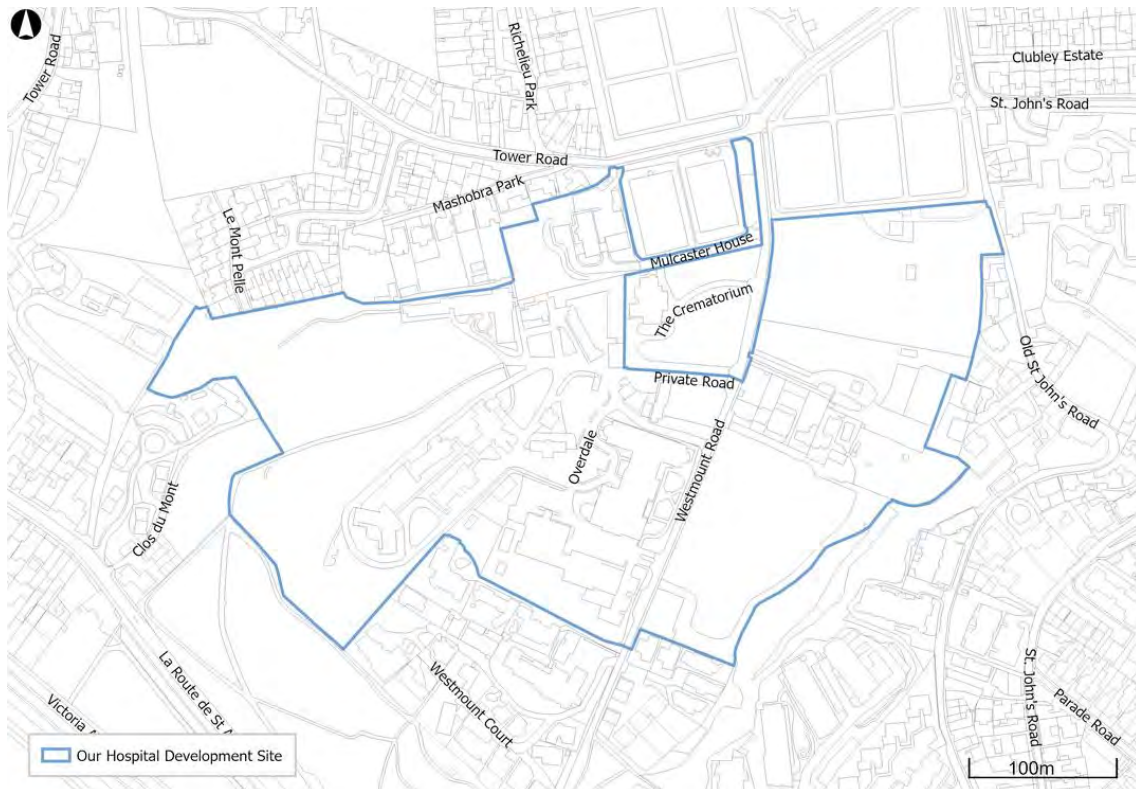 Tower Road
Richelieu Park
Clubley Estate
St. John's Road
Tower Road
Mashobra Park
Le Mont Pelle
Mulcaster House
The Crematorium
Private Road
Old St John's Road
Overdale
Westmount Road
Clos du Mont
La Route de St A
Westmount Court
St. John's Road
Parade Road
Victoria A
Our Hospital Development Site
100m